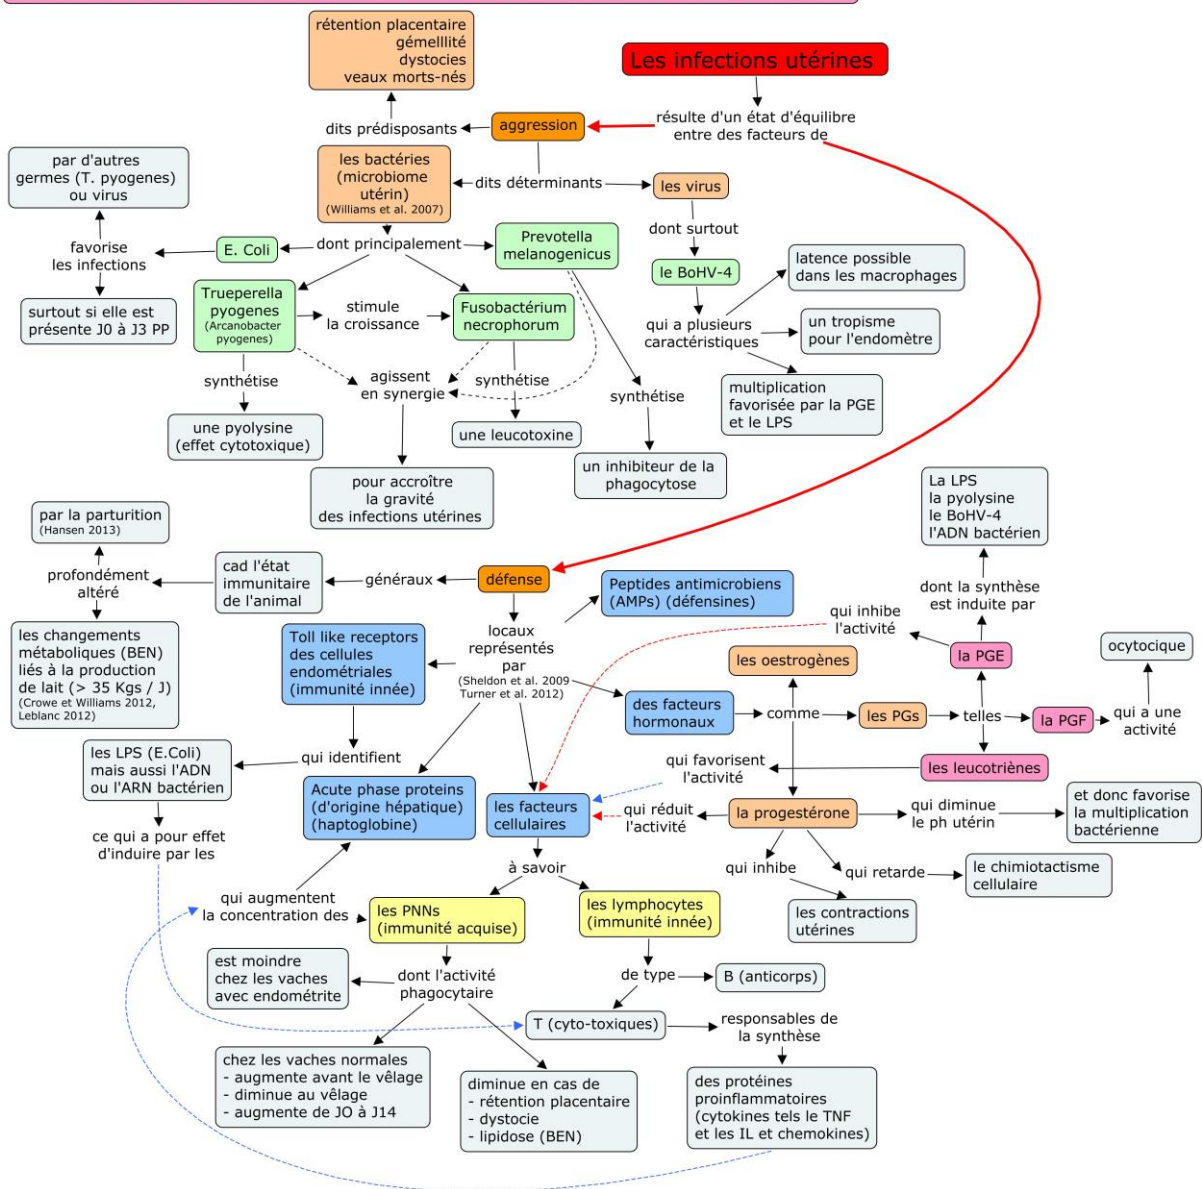 rétention placentaire
gémelllité
dystocies
veaux morts-nés
Les infections utérines
résulte d'un état d'équilibre
entre des facteurs de
aggression
dits prédisposants
par d'autres
germes (T. pyogenes)
ou virus
les bactéries
(microbiome
utérin)
(Williams et al. 2007)
dits déterminants
les virus
dont surtout
favorise
les infections
E. Coli
dont principalement
Prevotella
melanogenicus
le BoHV-4
latence possible
dans les macrophages
surtout si elle est
présente J0 à J3 PP
Trueperella
pyogenes
(Arcanobacter
pyogenes)
stimule
la croissance
Fusobactérium
necrophorum
qui a plusieurs
caractéristiques
un tropisme
pour l'endomètre
synthétise
agissent
en synergie
synthétise
synthétise
multiplication
favorisée par la PGE
et le LPS
une pyolysine
(effet cytotoxique)
une leucotoxine
un inhibiteur de la
phagocytose
pour accroître
la gravité
des infections utérines
La LPS
la pyolysine
le BoHV-4
l'ADN bactérien
par la parturition
(Hansen 2013)
profondément
altéré
cad l'état
immunitaire
de l'animal
généraux
défense
Peptides antimicrobiens
(AMPs) (défensines)
dont la synthèse
est induite par
qui inhibe
l'activité
les changements
métaboliques (BEN)
liés à la production
de lait (> 35 Kgs / J)
(Crowe et Williams 2012,
Leblanc 2012)
Toll like receptors
des cellules
endométriales
(immunité innée)
locaux
représentés
par
(Sheldon et al. 2009
Turner et al. 2012)
les oestrogènes
la PGE
ocytocique
des facteurs
hormonaux
comme
les PGs
telles
la PGF
qui a une
activité
les LPS (E.Coli)
mais aussi l'ADN
ou l'ARN bactérien
qui identifient
qui favorisent
l'activité
les leucotriènes
Acute phase proteins
(d'origine hépatique)
(haptoglobine)
les facteurs
cellulaires
qui réduit
l'activité
la progestérone
qui diminue
le ph utérin
et donc favorise
la multiplication
bactérienne
ce qui a pour effet
d'induire par les
à savoir
qui inhibe
qui retarde
le chimiotactisme
cellulaire
qui augmentent
la concentration des
les PNNs
(immunité acquise)
les lymphocytes
(immunité innée)
les contractions
utérines
est moindre
chez les vaches
avec endométrite
dont l'activité
phagocytaire
de type
B (anticorps)
T (cyto-toxiques)
responsables de
la synthèse
chez les vaches normales
- augmente avant le vêlage
- diminue au vêlage
- augmente de JO à J14
diminue en cas de
- rétention placentaire
- dystocie
- lipidose (BEN)
des protéines
proinflammatoires
(cytokines tels le TNF
et les IL et chemokines)